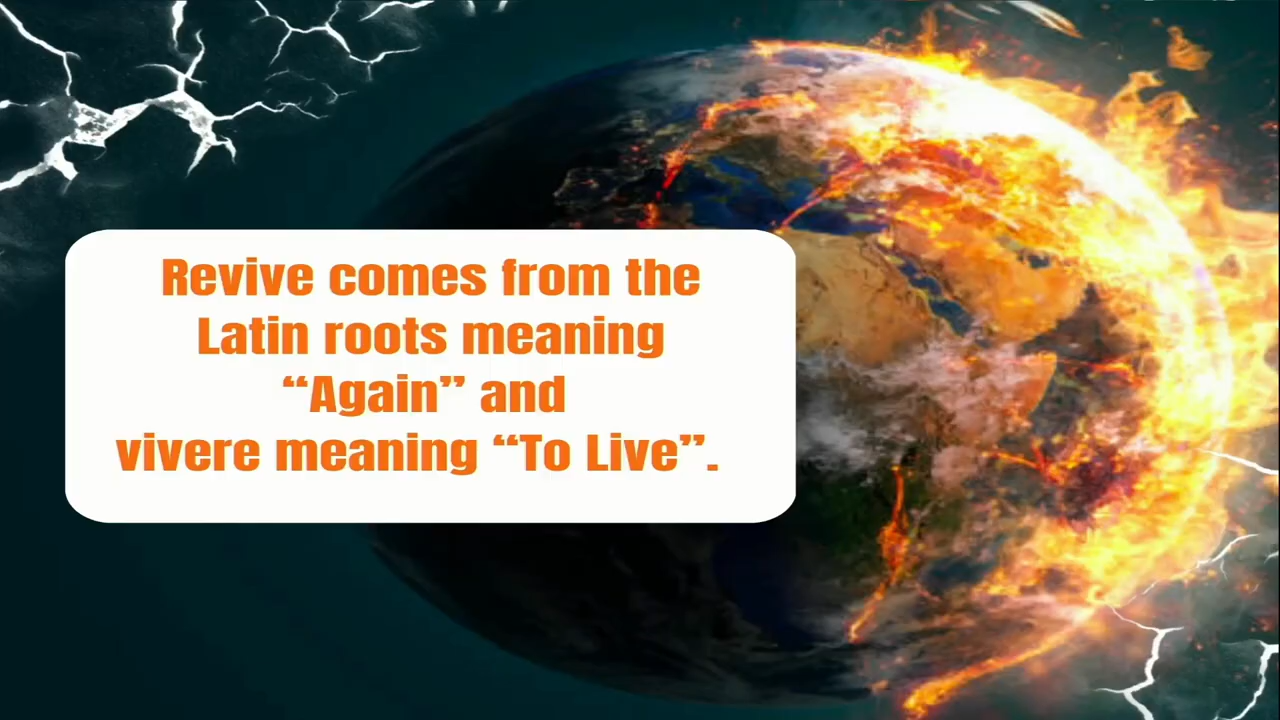 Revive comes from the
Latin roots meaning
“Again” and
vivere meaning “To Live”.